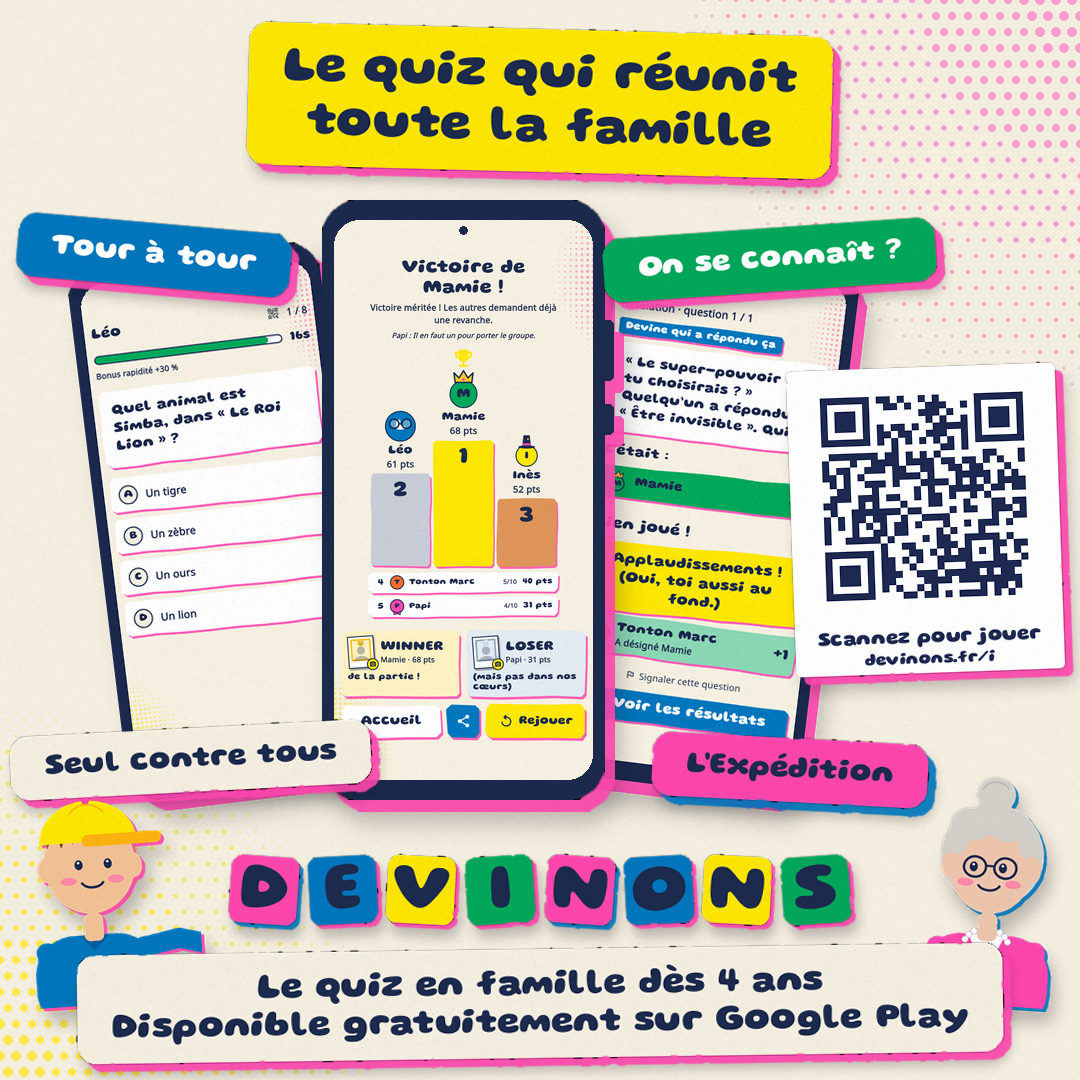 Le quiz qui réunit
toute la famille
Tour à tour
1 / 8
Léo
16s
Bonus rapidité +30 %
Quel animal est
Simba, dans « Le Roi
Lion » ?
A Un tigre
B Un zèbre
C Un ours
D Un lion
Seul contre tous
Victoire de
Mamie !
Victoire méritée ! Les autres demandent déjà
une revanche.
Papi : Il en faut un pour porter le groupe.
M
Mamie
68 pts
Léo
61 pts
I
Inès
52 pts
1
2
3
4 T Tonton Marc 5/10 40 pts
5 P Papi 4/10 31 pts
WINNER
Mamie · 68 pts
de la partie !
LOSER
Papi · 31 pts
(mais pas dans nos
cœurs)
Accueil
Rejouer
On se connaît ?
question 1 / 1
Devine qui a répondu ça
« Le super-pouvoir
tu choisirais ? »
Quelqu'un a répondu
« Être invisible ». Qui
était :
Mamie
en joué !
Applaudissements !
(Oui, toi aussi au
fond.)
Tonton Marc
A désigné Mamie
+1
Signaler cette question
Voir les résultats
L'Expédition
Scannez pour jouer
devinons.fr/i
DEVINONS
Le quiz en famille dès 4 ans
Disponible gratuitement sur Google Play